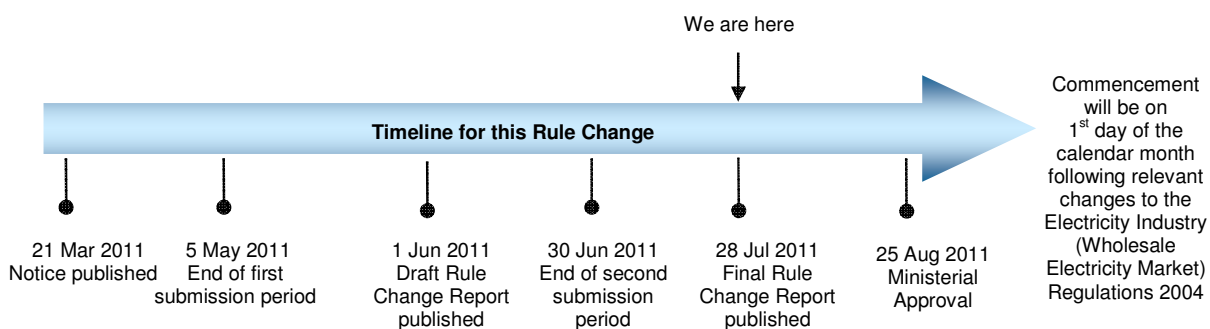 We are here
Timeline for this Rule Change
21 Mar 2011
Notice published
5 May 2011
End of first
submission period
1 Jun 2011
Draft Rule
Change Report
published
30 Jun 2011
End of second
submission
period
28 Jul 2011
Final Rule
Change Report
published
25 Aug 2011
Ministerial
Approval
Commencement
will be on
1st day of the
calendar month
following relevant
changes to the
Electricity Industry
(Wholesale
Electricity Market)
Regulations 2004